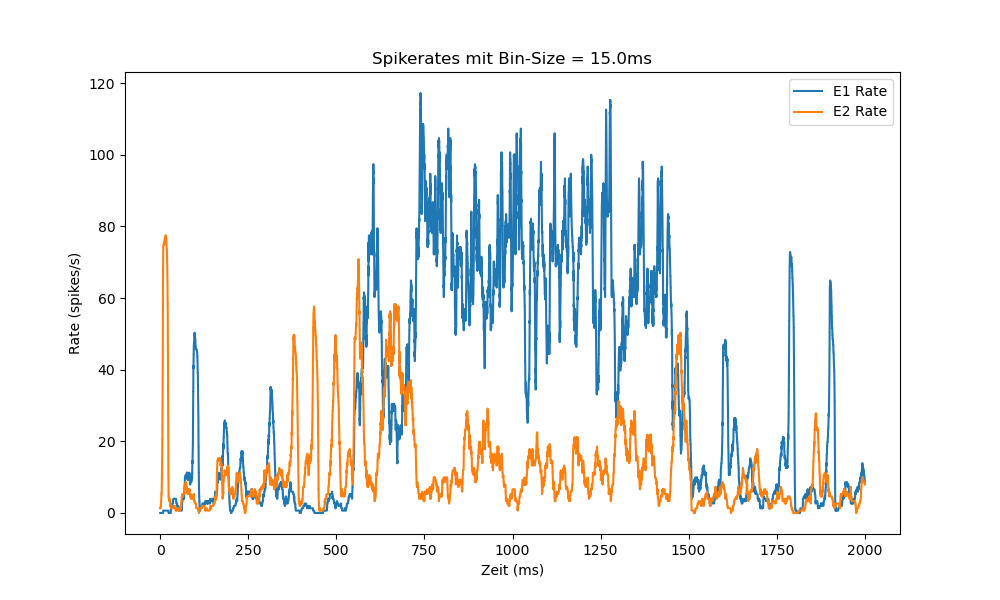 Spikerates mit Bin-Size = 15.0ms
E1 Rate
E2 Rate
120
100
80
60
40
20
0
Rate (spikes/s)
0 250 500 750 1000 1250 1500 1750 2000
Zeit (ms)